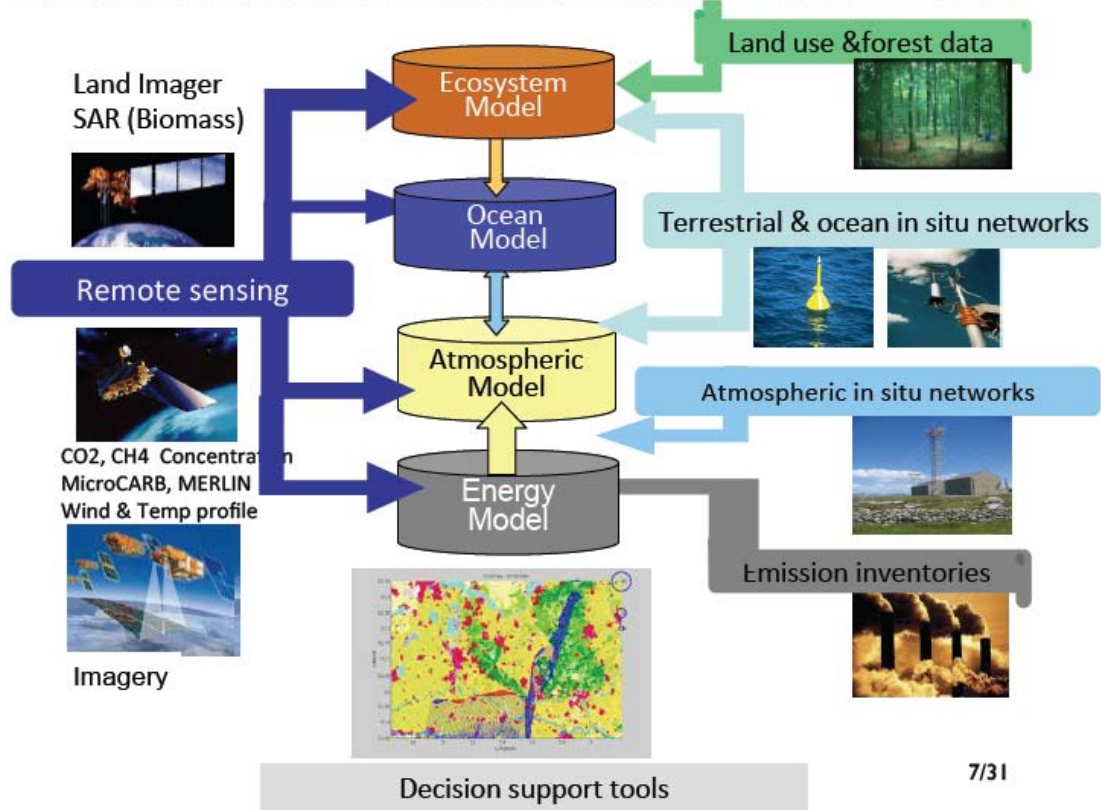 Land use &forest data
Land Imager
SAR (Biomass)
Ecosystem
Model
Ocean
Model
Terrestrial & ocean in situ networks
Remote sensing
Atmospheric
Model
Atmospheric in situ networks
CO2, CH4 Concentration
MicroCARB, MERLIN
Wind & Temp profile
Energy
Model
Emission inventories
Imagery
7/31
Decision support tools